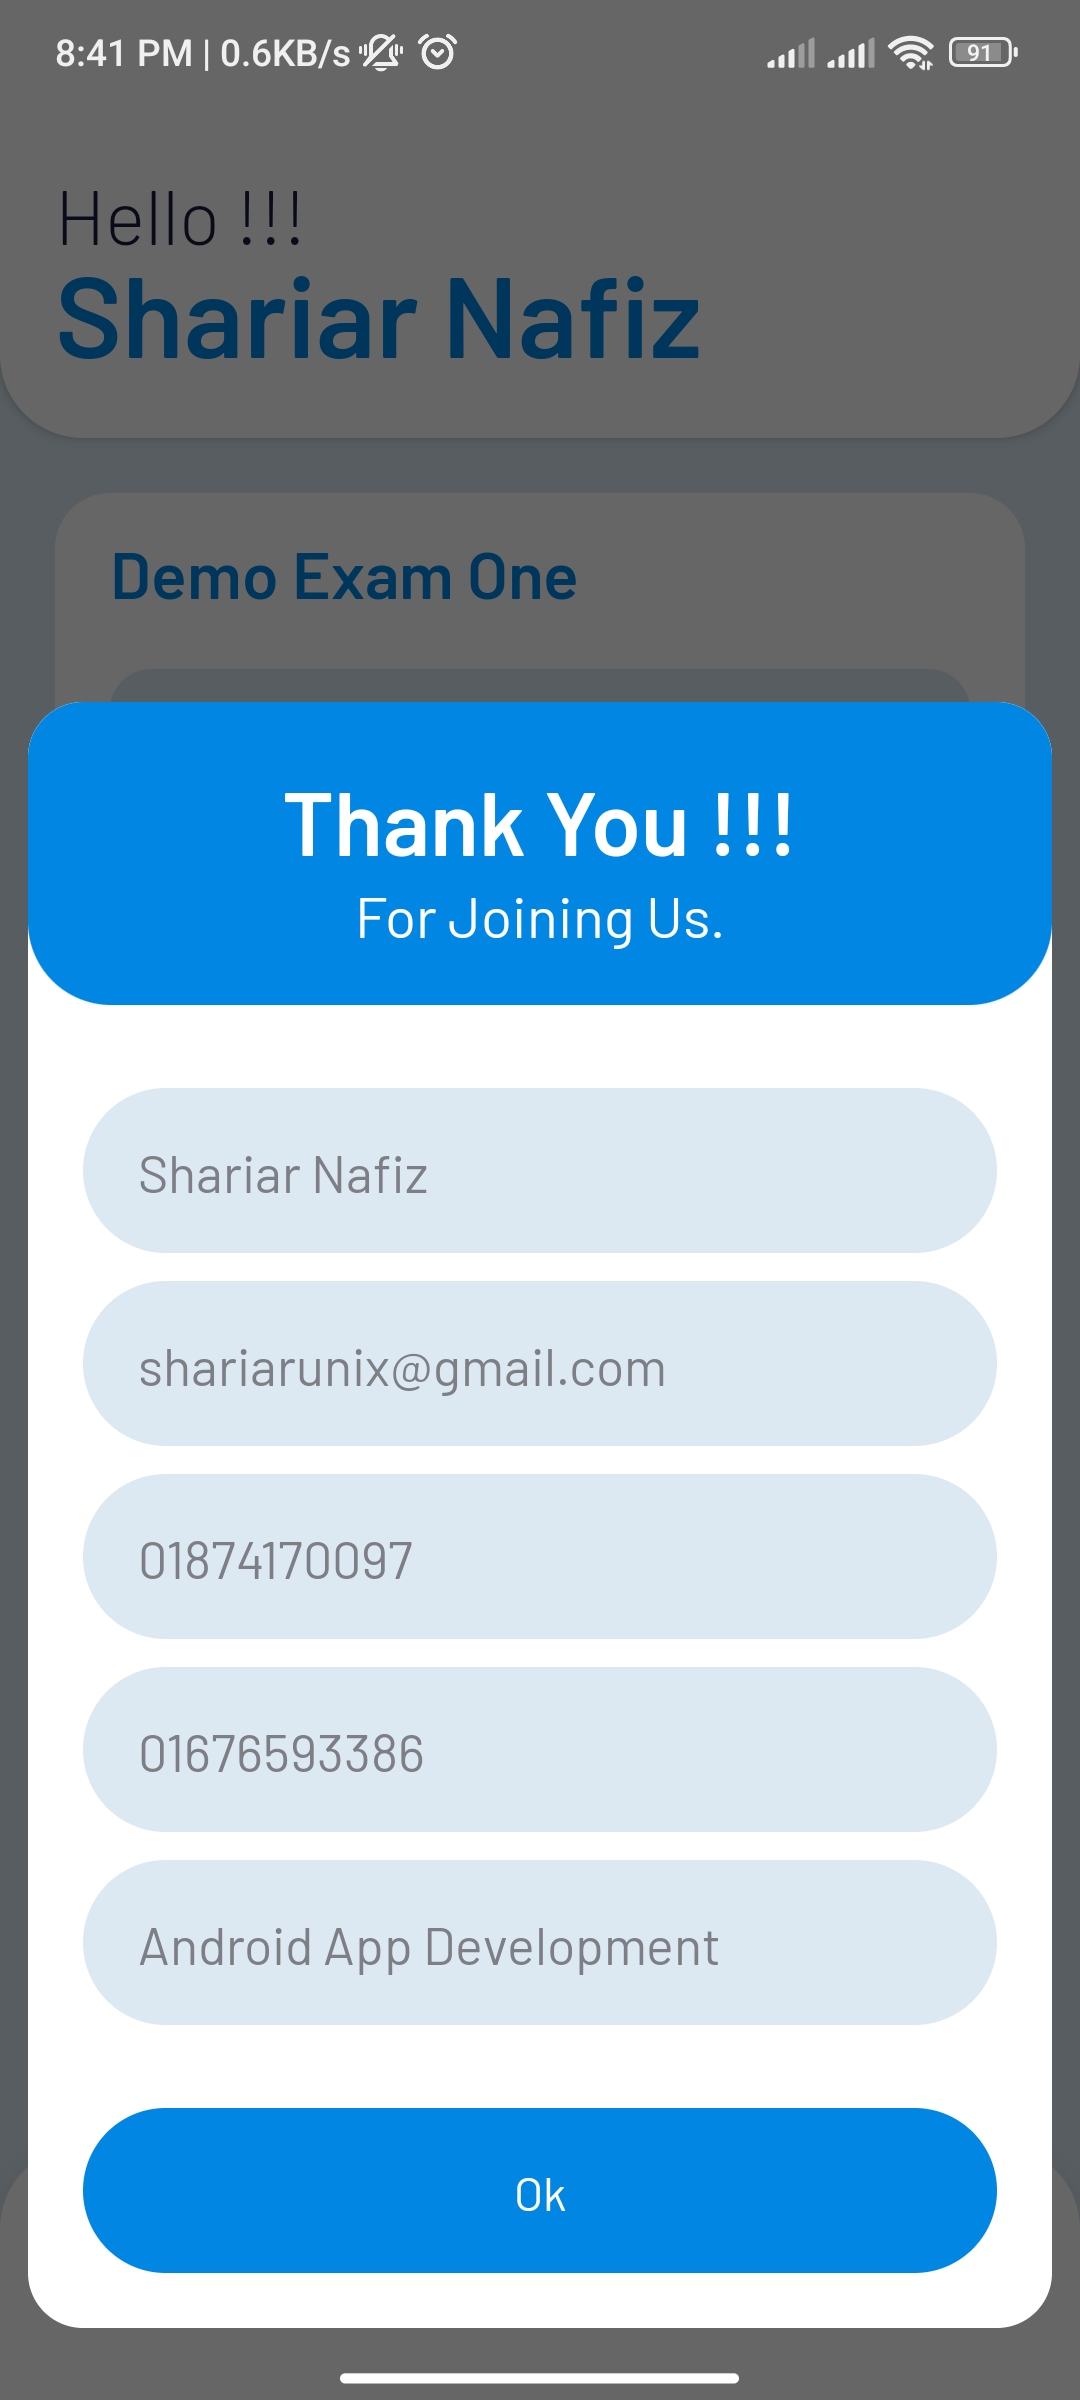 8:41 PM | 0.6KB/s 91
Hello !!!
Shariar Nafiz
Demo Exam One
Thank You !!!
For Joining Us.
Shariar Nafiz
shariarunix@gmail.com
01874170097
01676593386
Android App Development
Ok